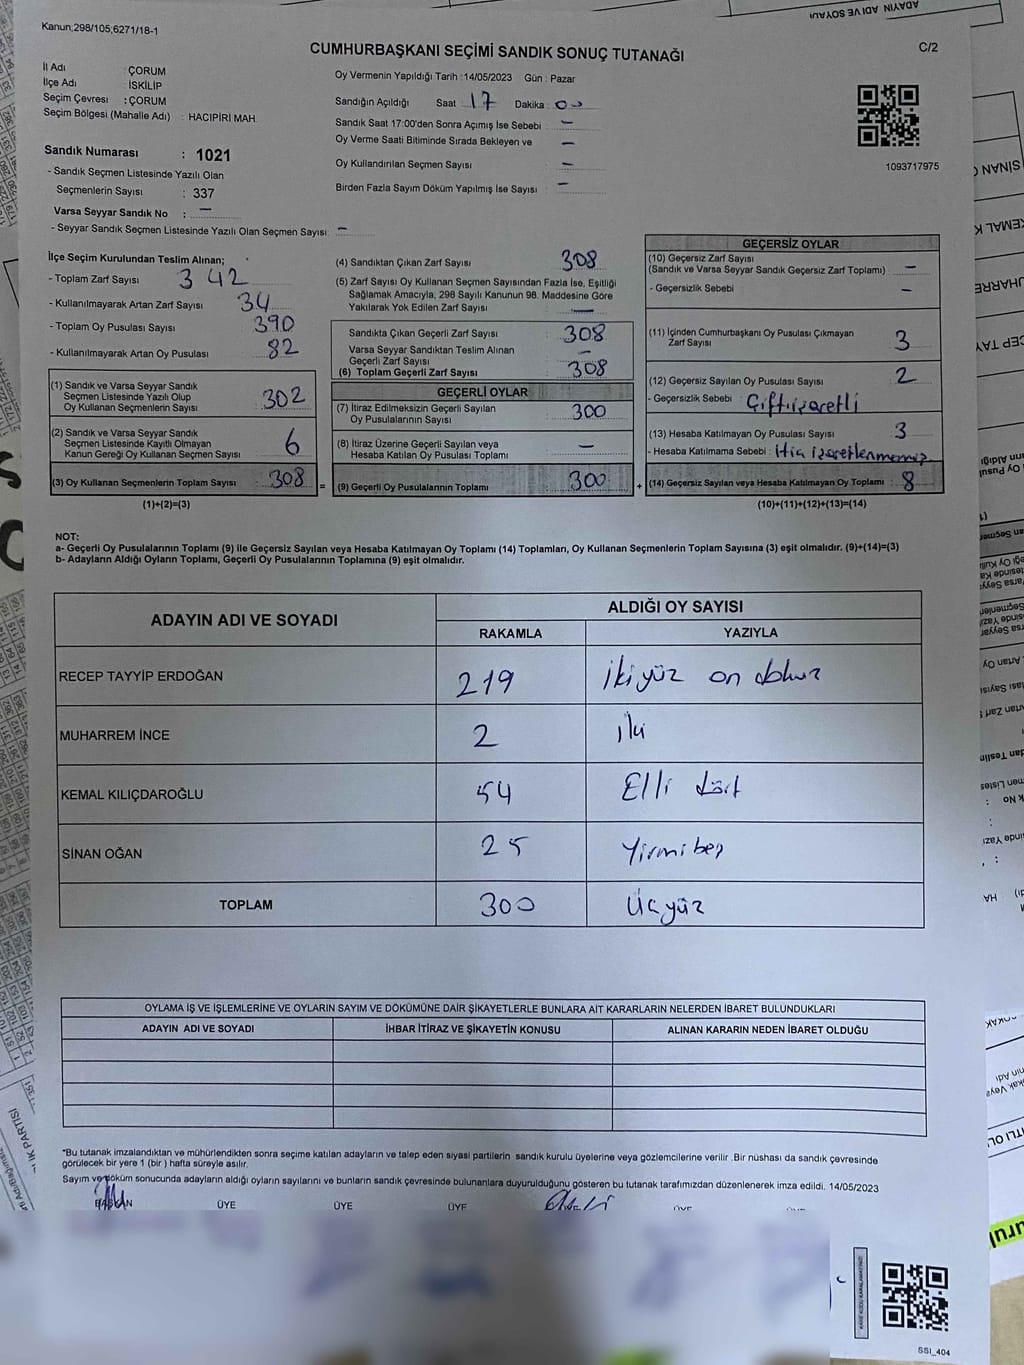 Kanun;298/105;6271/18-1
C/2
CUMHURBAŞKANI SEÇİMİ SANDIK SONUÇ TUTANAĞI
İl Adı : ÇORUM
İlçe Adı : İSKİLİP
Seçim Çevresi : ÇORUM
Seçim Bölgesi (Mahalle Adı) : HACIPİRİ MAH.
Sandık Numarası : 1021
- Sandık Seçmen Listesinde Yazılı Olan
Seçmenlerin Sayısı : 337
Varsa Seyyar Sandık No : -
- Seyyar Sandık Seçmen Listesinde Yazılı Olan Seçmen Sayısı: -
Oy Vermenin Yapıldığı Tarih :14/05/2023 Gün : Pazar
Sandığın Açıldığı Saat 17 Dakika : 00
Sandık Saat 17:00'den Sonra Açımış İse Sebebi : -
Oy Verme Saati Bitiminde Sırada Bekleyen ve -
Oy Kullandırılan Seçmen Sayısı : -
Birden Fazla Sayım Döküm Yapılmış İse Sayısı : -
1093717975
İlçe Seçim Kurulundan Teslim Alınan;
- Toplam Zarf Sayısı : 342
- Kullanılmayarak Artan Zarf Sayısı : 34
- Toplam Oy Pusulası Sayısı : 390
- Kullanılmayarak Artan Oy Pusulası : 82
(1) Sandık ve Varsa Seyyar Sandık
Seçmen Listesinde Yazılı Olup
Oy Kullanan Seçmenlerin Sayısı : 302
(2) Sandık ve Varsa Seyyar Sandık
Seçmen Listesinde Kayıtlı Olmayan
Kanun Gereği Oy Kullanan Seçmen Sayısı : 6
(3) Oy Kullanan Seçmenlerin Toplam Sayısı : 308
(1)+(2)=(3)
(4) Sandıktan Çıkan Zarf Sayısı : 308
(5) Zarf Sayısı Oy Kullanan Seçmen Sayısından Fazla İse, Eşitliği
Sağlamak Amacıyla, 298 Sayılı Kanunun 98. Maddesine Göre
Yakılarak Yok Edilen Zarf Sayısı : -
Sandıkta Çıkan Geçerli Zarf Sayısı : 308
Varsa Seyyar Sandıktan Teslim Alınan
Geçerli Zarf Sayısı : -
(6) Toplam Geçerli Zarf Sayısı : 308
GEÇERLİ OYLAR
(7) İtiraz Edilmeksizin Geçerli Sayılan
Oy Pusulalarının Sayısı : 300
(8) İtiraz Üzerine Geçerli Sayılan veya
Hesaba Katılan Oy Pusulası Toplamı : -
= (9) Geçerli Oy Pusulalarının Toplamı : 300 +
GEÇERSİZ OYLAR
(10) Geçersiz Zarf Sayısı
(Sandık ve Varsa Seyyar Sandık Geçersiz Zarf Toplamı) : -
- Geçersizlik Sebebi : -
(11) İçinden Cumhurbaşkanı Oy Pusulası Çıkmayan
Zarf Sayısı : 3
(12) Geçersiz Sayılan Oy Pusulası Sayısı : 2
- Geçersizlik Sebebi : Çift işaretli
(13) Hesaba Katılmayan Oy Pusulası Sayısı : 3
- Hesaba Katılmama Sebebi : Hiç işaretlenmemiş
(14) Geçersiz Sayılan veya Hesaba Katılmayan Oy Toplamı : 8
(10)+(11)+(12)+(13)=(14)
NOT:
a- Geçerli Oy Pusulalarının Toplamı (9) ile Geçersiz Sayılan veya Hesaba Katılmayan Oy Toplamı (14) Toplamları, Oy Kullanan Seçmenlerin Toplam Sayısına (3) eşit olmalıdır. (9)+(14)=(3)
b- Adayların Aldığı Oyların Toplamı, Geçerli Oy Pusulalarının Toplamına (9) eşit olmalıdır.
ADAYIN ADI VE SOYADI ALDIĞI OY SAYISI
RAKAMLA YAZIYLA
RECEP TAYYİP ERDOĞAN 219 İkiyüz on dokuz
MUHARREM İNCE 2 iki
KEMAL KILIÇDAROĞLU 54 Elli dört
SİNAN OĞAN 25 Yirmibeş
TOPLAM 300 Üçyüz
OYLAMA İŞ VE İŞLEMLERİNE VE OYLARIN SAYIM VE DÖKÜMÜNE DAİR ŞİKAYETLERLE BUNLARA AİT KARARLARIN NELERDEN İBARET BULUNDUKLARI
ADAYIN ADI VE SOYADI İHBAR İTİRAZ VE ŞİKAYETİN KONUSU ALINAN KARARIN NEDEN İBARET OLDUĞU
*Bu tutanak imzalandıktan ve mühürlendikten sonra seçime katılan adayların ve talep eden siyasi partilerin sandık kurulu üyelerine veya gözlemcilerine verilir .Bir nüshası da sandık çevresinde
görülecek bir yere 1 (bir ) hafta süreyle asılır.
Sayım ve döküm sonucunda adayların aldığı oyların sayılarını ve bunların sandık çevresinde bulunanlara duyurulduğunu gösteren bu tutanak tarafımızdan düzenlenerek imza edildi. 14/05/2023
BAŞKAN ÜYE ÜYE ÜYE
SSI_404